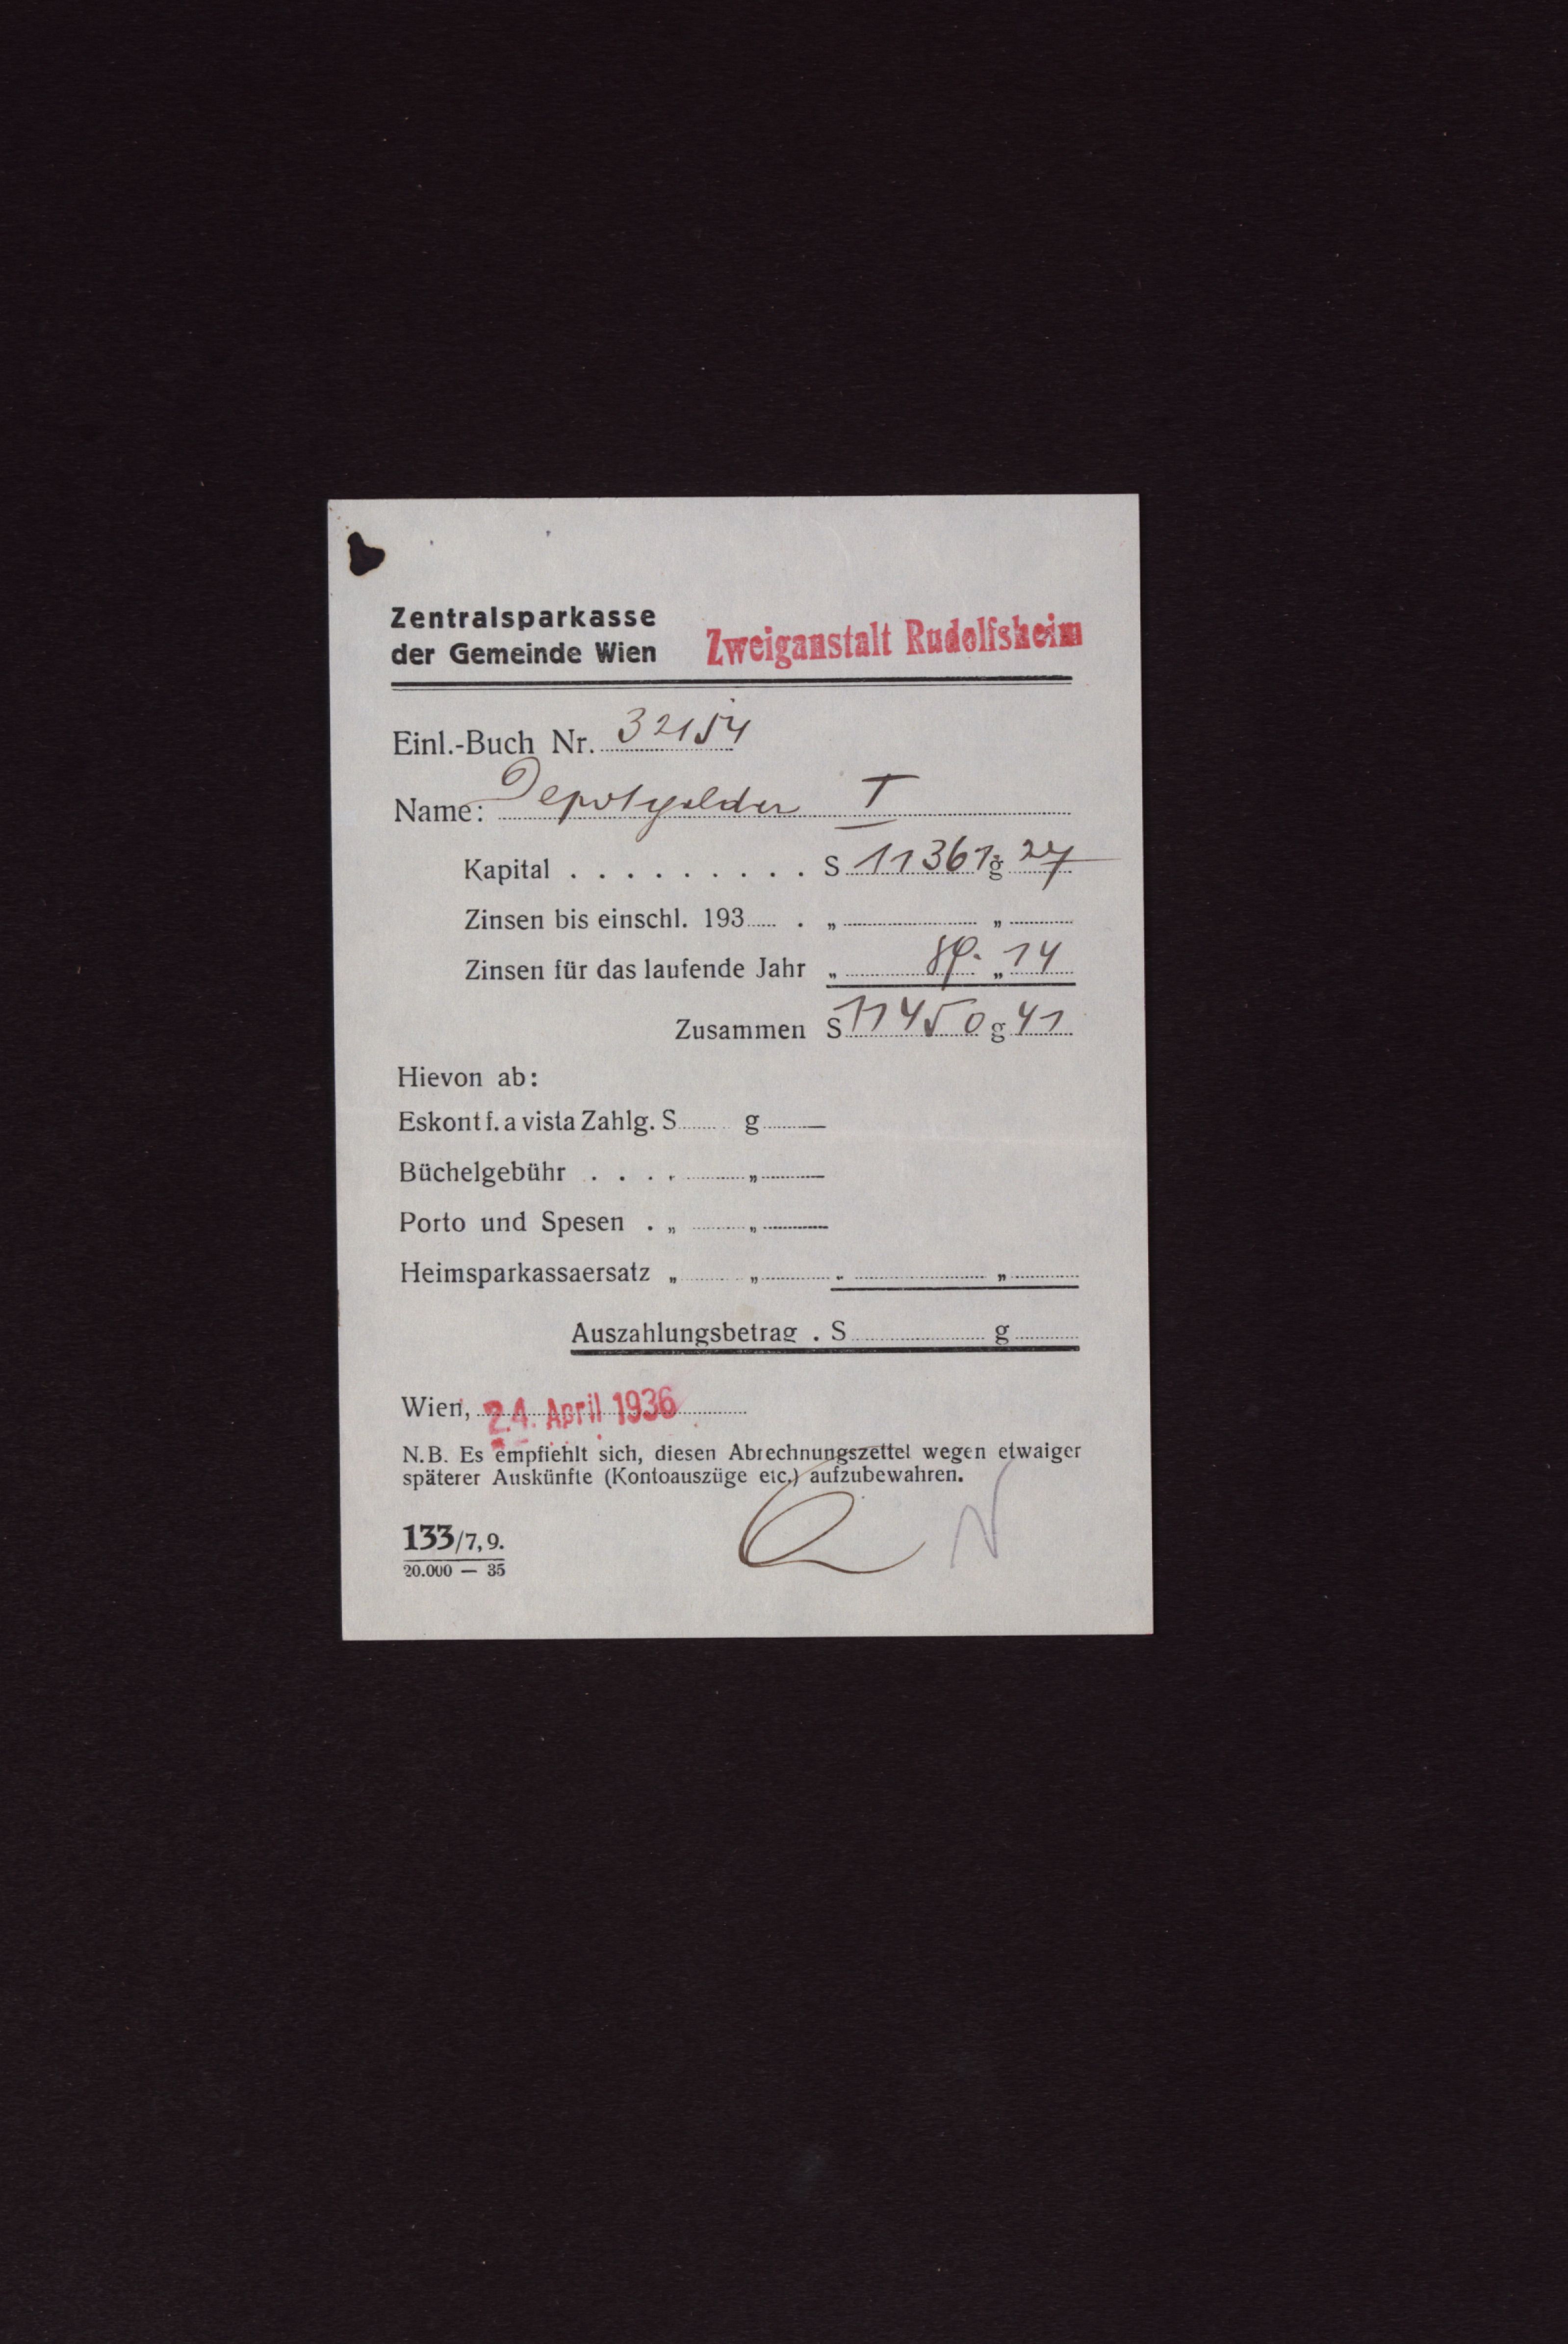 Zentralsparkasse
der Gemeinde Wien
Zweiganstalt Rudolfsheim
Einl.-Buch Nr. 32154
Name: Depotgelder I
Kapital . . . . . . . . . S 11361 g 27
Zinsen bis einschl. 193 . „ „
Zinsen für das laufende Jahr „ 89. „ 14
Zusammen S 11450 g 41
Hievon ab:
Eskont f. a vista Zahlg. S g
Büchelgebühr . . . „ „
Porto und Spesen . „ „
Heimsparkassaersatz „ „ „ „
Auszahlungsbetrag . S g
Wien, 24. April 1936
N.B. Es empfiehlt sich, diesen Abrechnungszettel wegen etwaiger
späterer Auskünfte (Kontoauszüge etc.) aufzubewahren.
133/7, 9.
20.000 — 35